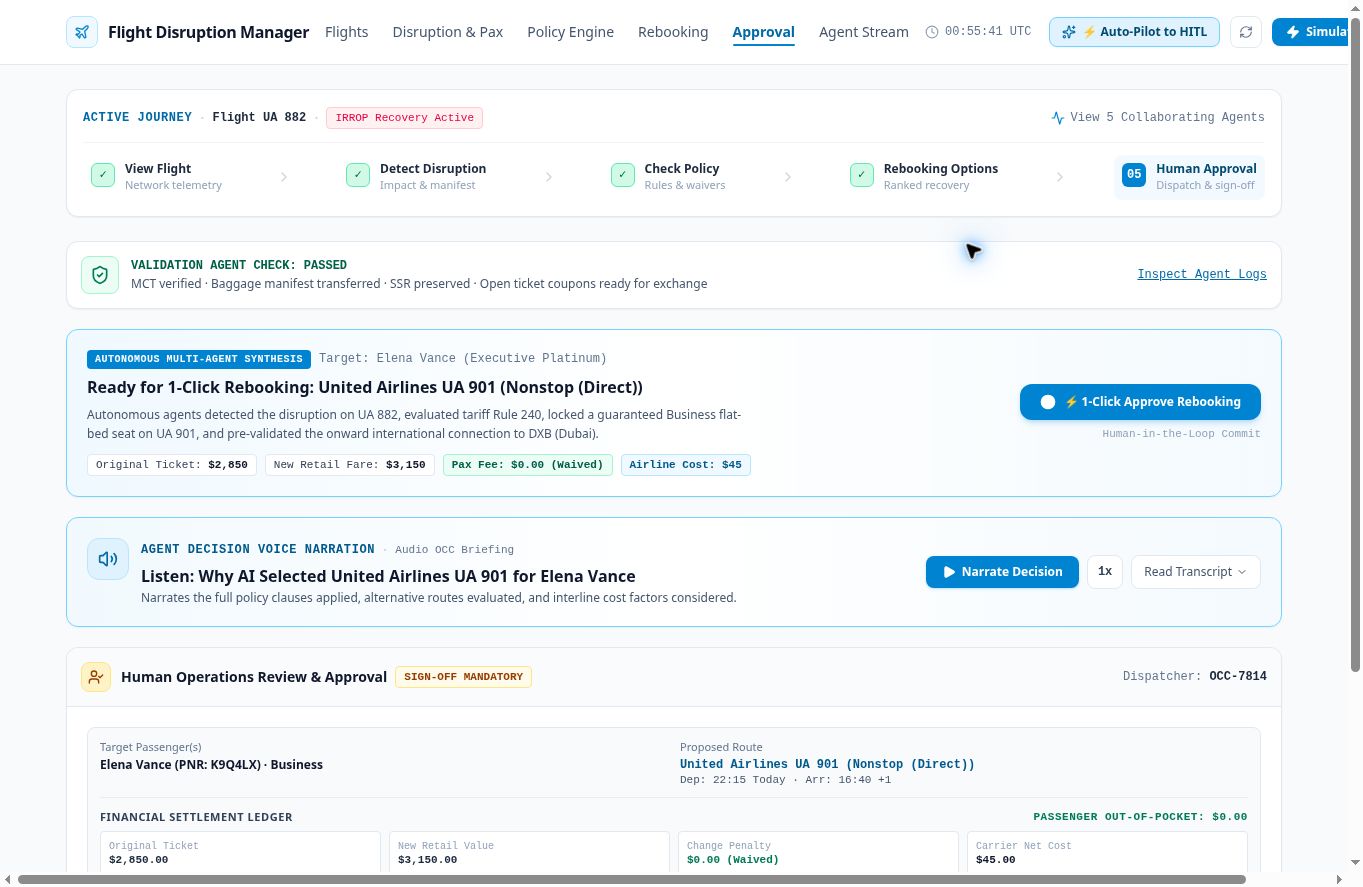 Flight Disruption Manager Flights Disruption & Pax Policy Engine Rebooking Approval Agent Stream 00:55:41 UTC ⚡ Auto-Pilot to HITL
ACTIVE JOURNEY · Flight UA 882 · IRROP Recovery Active View 5 Collaborating Agents
✓ View Flight
Network telemetry
✓ Detect Disruption
Impact & manifest
✓ Check Policy
Rules & waivers
✓ Rebooking Options
Ranked recovery
05 Human Approval
Dispatch & sign-off
VALIDATION AGENT CHECK: PASSED
MCT verified · Baggage manifest transferred · SSR preserved · Open ticket coupons ready for exchange
Inspect Agent Logs
AUTONOMOUS MULTI-AGENT SYNTHESIS Target: Elena Vance (Executive Platinum)
Ready for 1-Click Rebooking: United Airlines UA 901 (Nonstop (Direct))
Autonomous agents detected the disruption on UA 882, evaluated tariff Rule 240, locked a guaranteed Business flat-
bed seat on UA 901, and pre-validated the onward international connection to DXB (Dubai).
Original Ticket: $2,850 New Retail Fare: $3,150 Pax Fee: $0.00 (Waived) Airline Cost: $45
⚡ 1-Click Approve Rebooking
Human-in-the-Loop Commit
AGENT DECISION VOICE NARRATION · Audio OCC Briefing
Listen: Why AI Selected United Airlines UA 901 for Elena Vance
Narrates the full policy clauses applied, alternative routes evaluated, and interline cost factors considered.
Narrate Decision 1x Read Transcript
Human Operations Review & Approval SIGN-OFF MANDATORY Dispatcher: OCC-7814
Target Passenger(s)
Elena Vance (PNR: K9Q4LX) · Business
Proposed Route
United Airlines UA 901 (Nonstop (Direct))
Dep: 22:15 Today · Arr: 16:40 +1
FINANCIAL SETTLEMENT LEDGER PASSENGER OUT-OF-POCKET: $0.00
Original Ticket
$2,850.00
New Retail Value
$3,150.00
Change Penalty
$0.00 (Waived)
Carrier Net Cost
$45.00